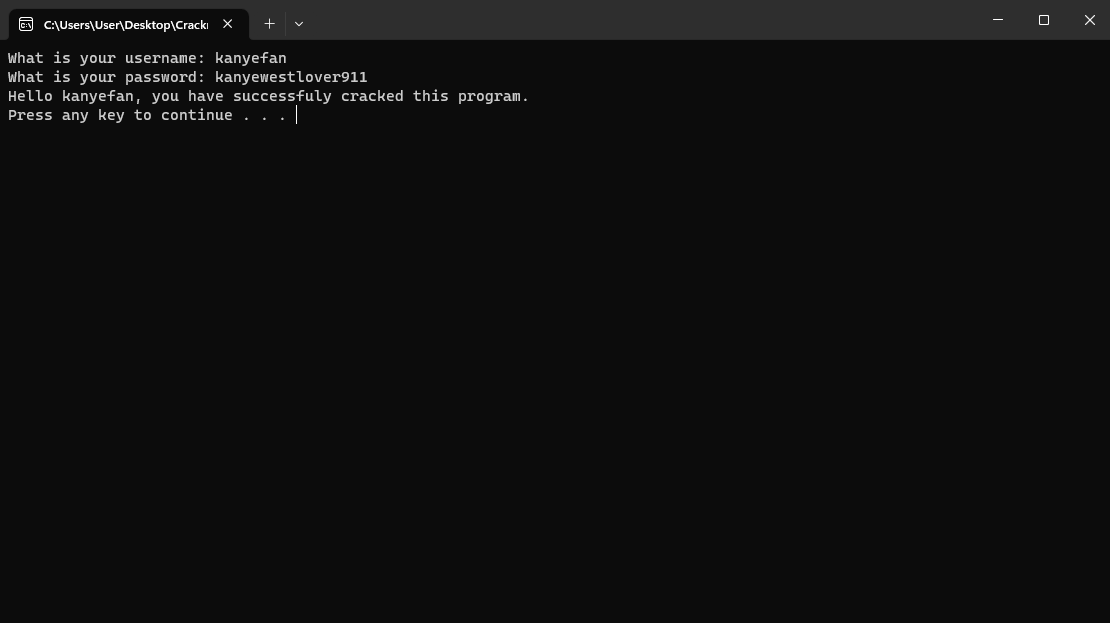 C:\Users\User\Desktop\Crack
What is your username: kanyefan
What is your password: kanyewestlover911
Hello kanyefan, you have successfuly cracked this program.
Press any key to continue . . .